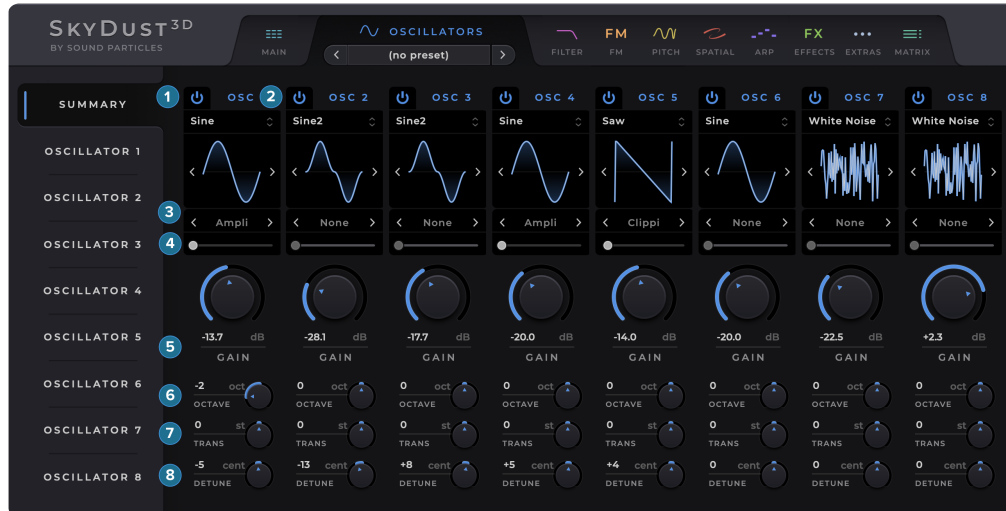 SKYDUST 3D
BY SOUND PARTICLES
MAIN
OSCILLATORS
(no preset)
FILTER
FM
FM
PITCH
SPATIAL
ARP
FX
EFFECTS
EXTRAS
MATRIX
SUMMARY
OSCILLATOR 1
OSCILLATOR 2
OSCILLATOR 3
OSCILLATOR 4
OSCILLATOR 5
OSCILLATOR 6
OSCILLATOR 7
OSCILLATOR 8
1 OSC 2 OSC 2 OSC 3 OSC 4 OSC 5 OSC 6 OSC 7 OSC 8
Sine Sine2 Sine2 Sine Saw Sine White Noise White Noise
3 Ampli None None Ampli Clippi None None None
4
-13.7 dB -28.1 dB -17.7 dB -20.0 dB -14.0 dB -20.0 dB -22.5 dB +2.3 dB
5 GAIN GAIN GAIN GAIN GAIN GAIN GAIN GAIN
-2 oct 0 oct 0 oct 0 oct 0 oct 0 oct 0 oct 0 oct
6 OCTAVE OCTAVE OCTAVE OCTAVE OCTAVE OCTAVE OCTAVE OCTAVE
0 st 0 st 0 st 0 st 0 st 0 st 0 st 0 st
7 TRANS TRANS TRANS TRANS TRANS TRANS TRANS TRANS
-5 cent -13 cent +8 cent +5 cent +4 cent 0 cent 0 cent 0 cent
8 DETUNE DETUNE DETUNE DETUNE DETUNE DETUNE DETUNE DETUNE